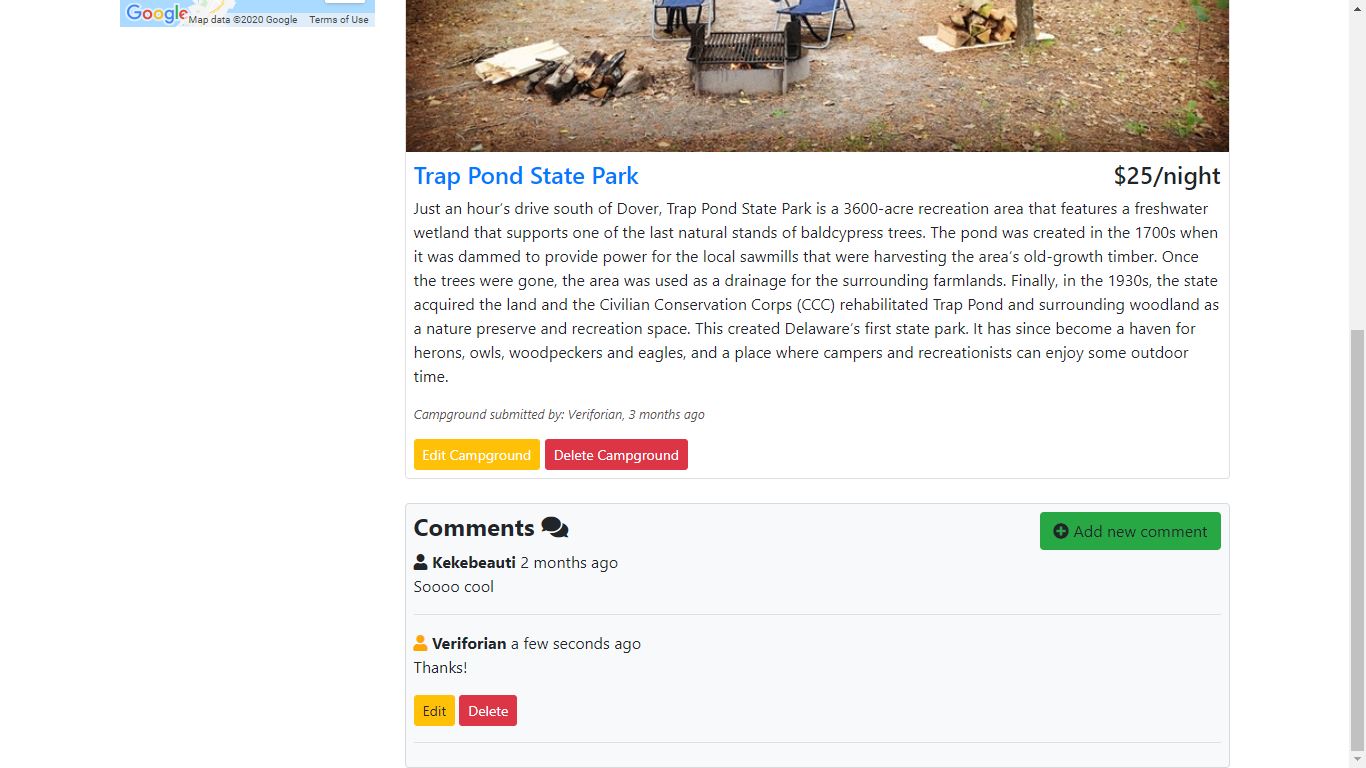 Google Map data ©2020 Google Terms of Use
Trap Pond State Park $25/night
Just an hour's drive south of Dover, Trap Pond State Park is a 3600-acre recreation area that features a freshwater
wetland that supports one of the last natural stands of baldcypress trees. The pond was created in the 1700s when
it was dammed to provide power for the local sawmills that were harvesting the area's old-growth timber. Once
the trees were gone, the area was used as a drainage for the surrounding farmlands. Finally, in the 1930s, the state
acquired the land and the Civilian Conservation Corps (CCC) rehabilitated Trap Pond and surrounding woodland as
a nature preserve and recreation space. This created Delaware's first state park. It has since become a haven for
herons, owls, woodpeckers and eagles, and a place where campers and recreationists can enjoy some outdoor
time.
Campground submitted by: Veriforian, 3 months ago
Edit Campground Delete Campground
Comments Add new comment
Kekebeauti 2 months ago
Soooo cool
Veriforian a few seconds ago
Thanks!
Edit Delete